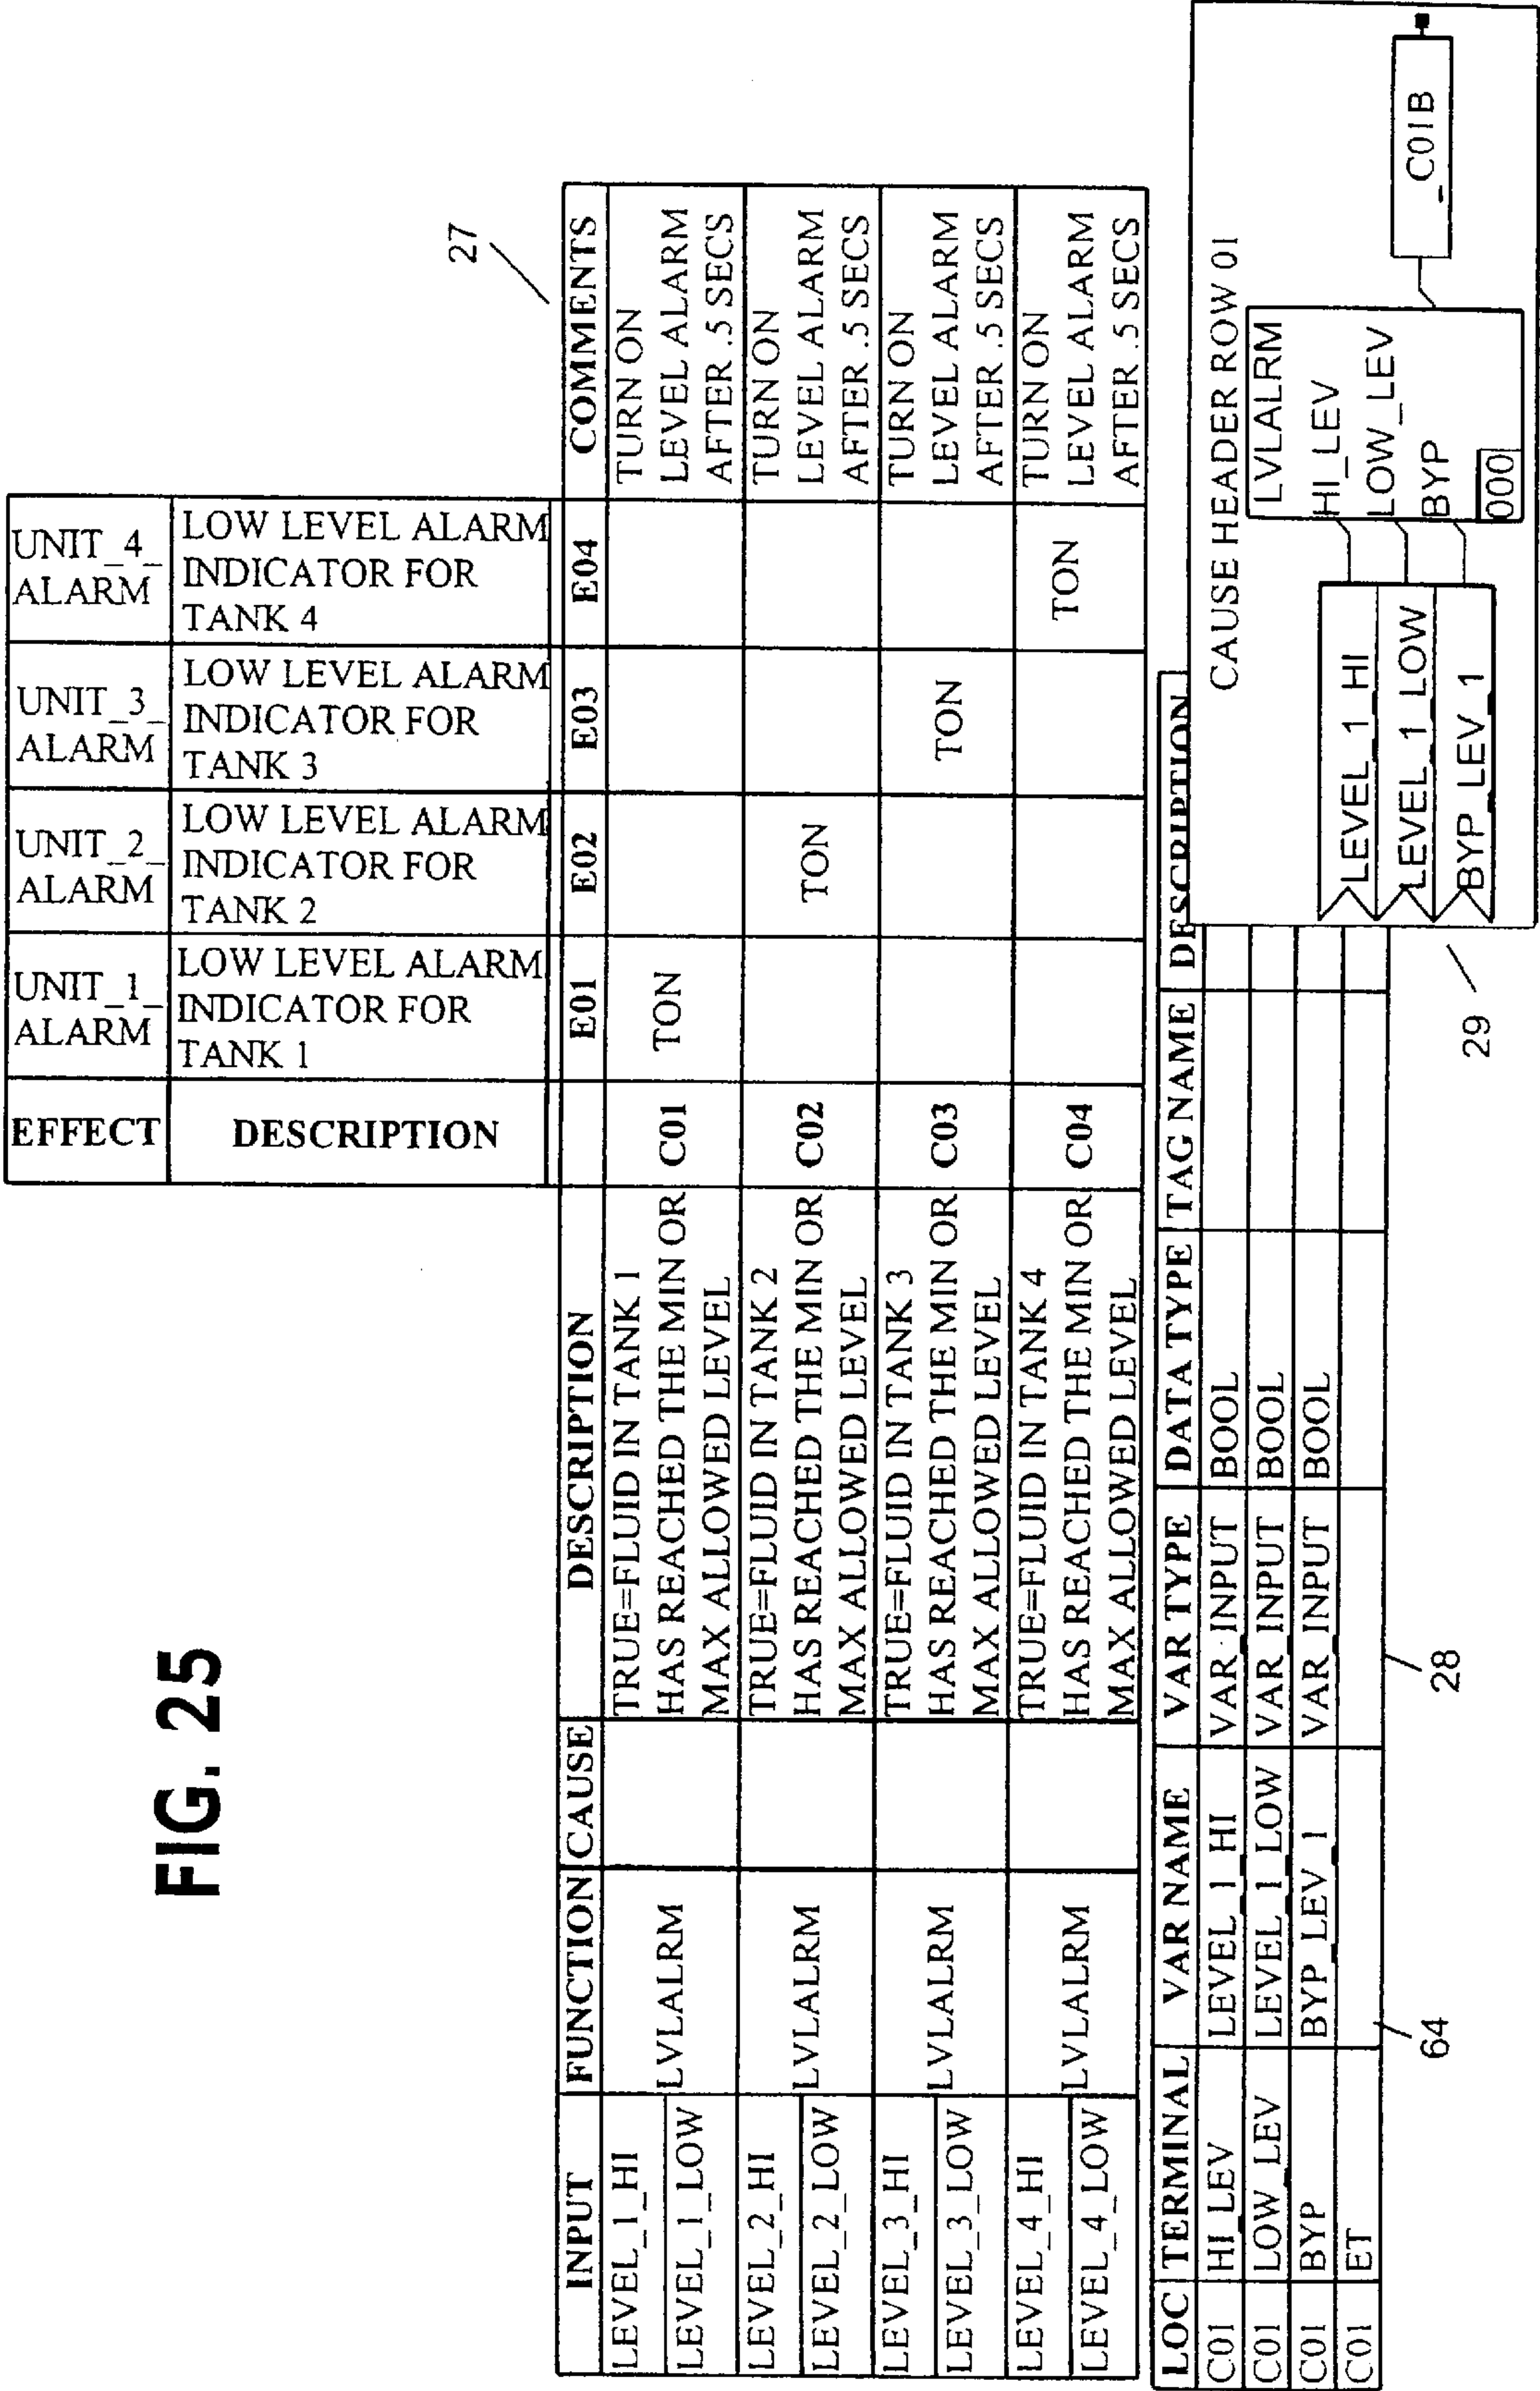 FIG. 25
EFFECT
UNIT_1_
ALARM
UNIT_2_
ALARM
UNIT_3_
ALARM
UNIT_4_
ALARM
DESCRIPTION
LOW LEVEL ALARM
INDICATOR FOR
TANK 1
LOW LEVEL ALARM
INDICATOR FOR
TANK 2
LOW LEVEL ALARM
INDICATOR FOR
TANK 3
LOW LEVEL ALARM
INDICATOR FOR
TANK 4
27
INPUT FUNCTION CAUSE DESCRIPTION E01 E02 E03 E04 COMMENTS
LEVEL_1_HI
LEVEL_1_LOW
LVLALRM
TRUE=FLUID IN TANK 1
HAS REACHED THE MIN OR
MAX ALLOWED LEVEL
C01
TON
TURN ON
LEVEL ALARM
AFTER .5 SECS
LEVEL_2_HI
LEVEL_2_LOW
LVLALRM
TRUE=FLUID IN TANK 2
HAS REACHED THE MIN OR
MAX ALLOWED LEVEL
C02
TON
TURN ON
LEVEL ALARM
AFTER .5 SECS
LEVEL_3_HI
LEVEL_3_LOW
LVLALRM
TRUE=FLUID IN TANK 3
HAS REACHED THE MIN OR
MAX ALLOWED LEVEL
C03
TON
TURN ON
LEVEL ALARM
AFTER .5 SECS
LEVEL_4_HI
LEVEL_4_LOW
LVLALRM
TRUE=FLUID IN TANK 4
HAS REACHED THE MIN OR
MAX ALLOWED LEVEL
C04
TON
TURN ON
LEVEL ALARM
AFTER .5 SECS
LOC TERMINAL VAR NAME VAR TYPE DATA TYPE TAG NAME DESCRIPTION
C01 HI_LEV LEVEL_1_HI VAR_INPUT BOOL
C01 LOW_LEV LEVEL_1_LOW VAR_INPUT BOOL
C01 BYP BYP_LEV_1 VAR_INPUT BOOL
C01 ET
64
28
29
CAUSE HEADER ROW 01
LEVEL_1_HI
LEVEL_1_LOW
BYP_LEV_1
LVLALRM
HI_LEV
LOW_LEV
BYP
000
_C01B